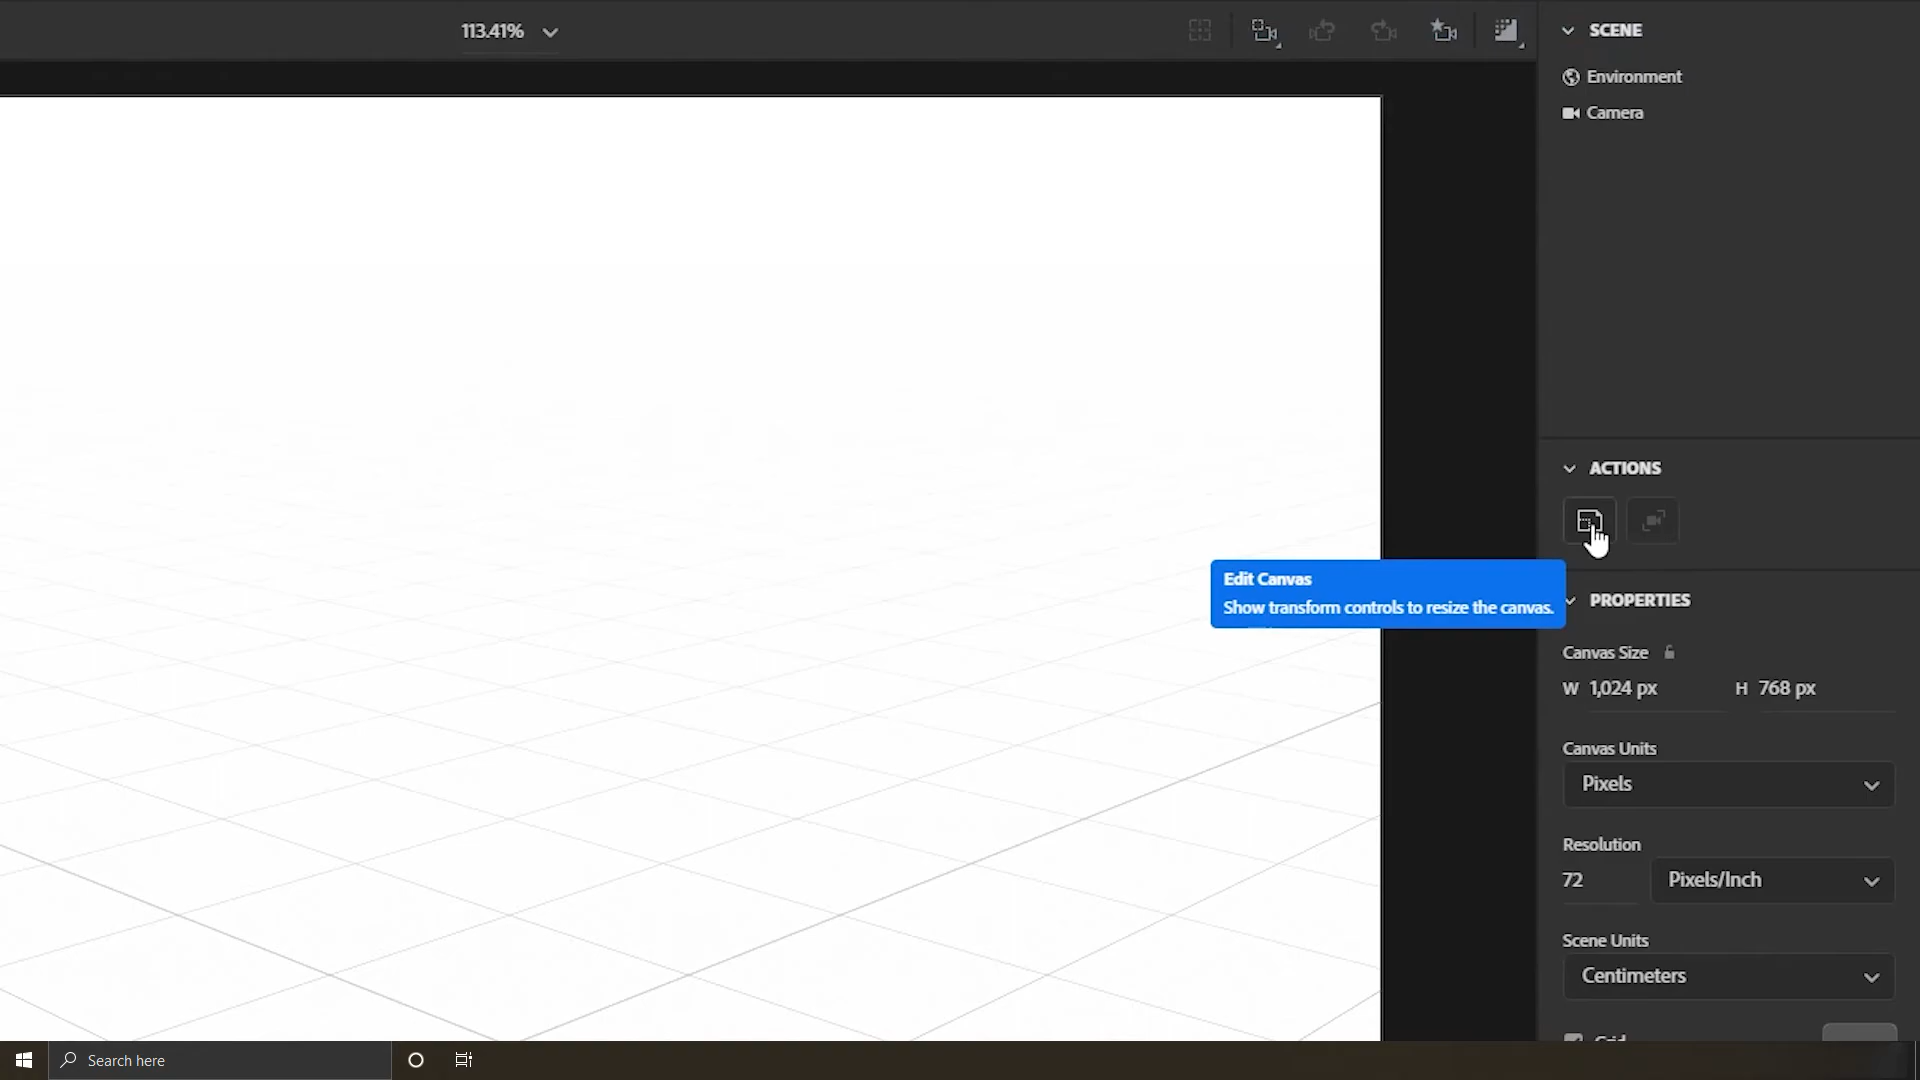 113.41%
SCENE
Environment
Camera
ACTIONS
Edit Canvas
Show transform controls to resize the canvas.
PROPERTIES
Canvas Size
W 1,024 px H 768 px
Canvas Units
Pixels
Resolution
72 Pixels/Inch
Scene Units
Centimeters
Grid
Search here